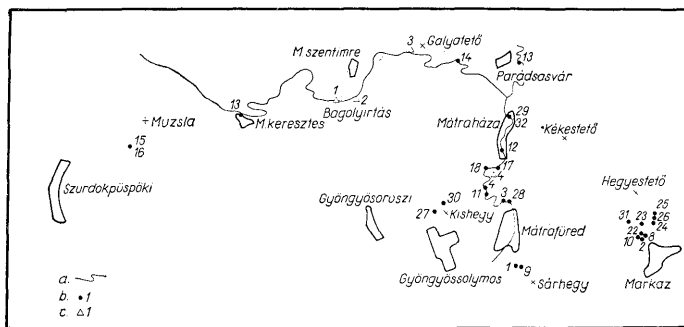 3 Galyatető
M.szentimre
14
13
Parádsasvár
13
1
2
M.keresztes
Bagolyirtás
Muzsla
15
16
29
32
Mátraháza
Kékestető
12
18
17
4
Szurdokpüspöki
Gyöngyösoruszi
30
4
11
3 28
27
Kishegy
Hegyestető
25
31 23
26
24
22
8
10
2
Mátrafüred
Gyöngyössolymos
1 9
Sárhegy
Markaz
a.
b. 1
c. 1